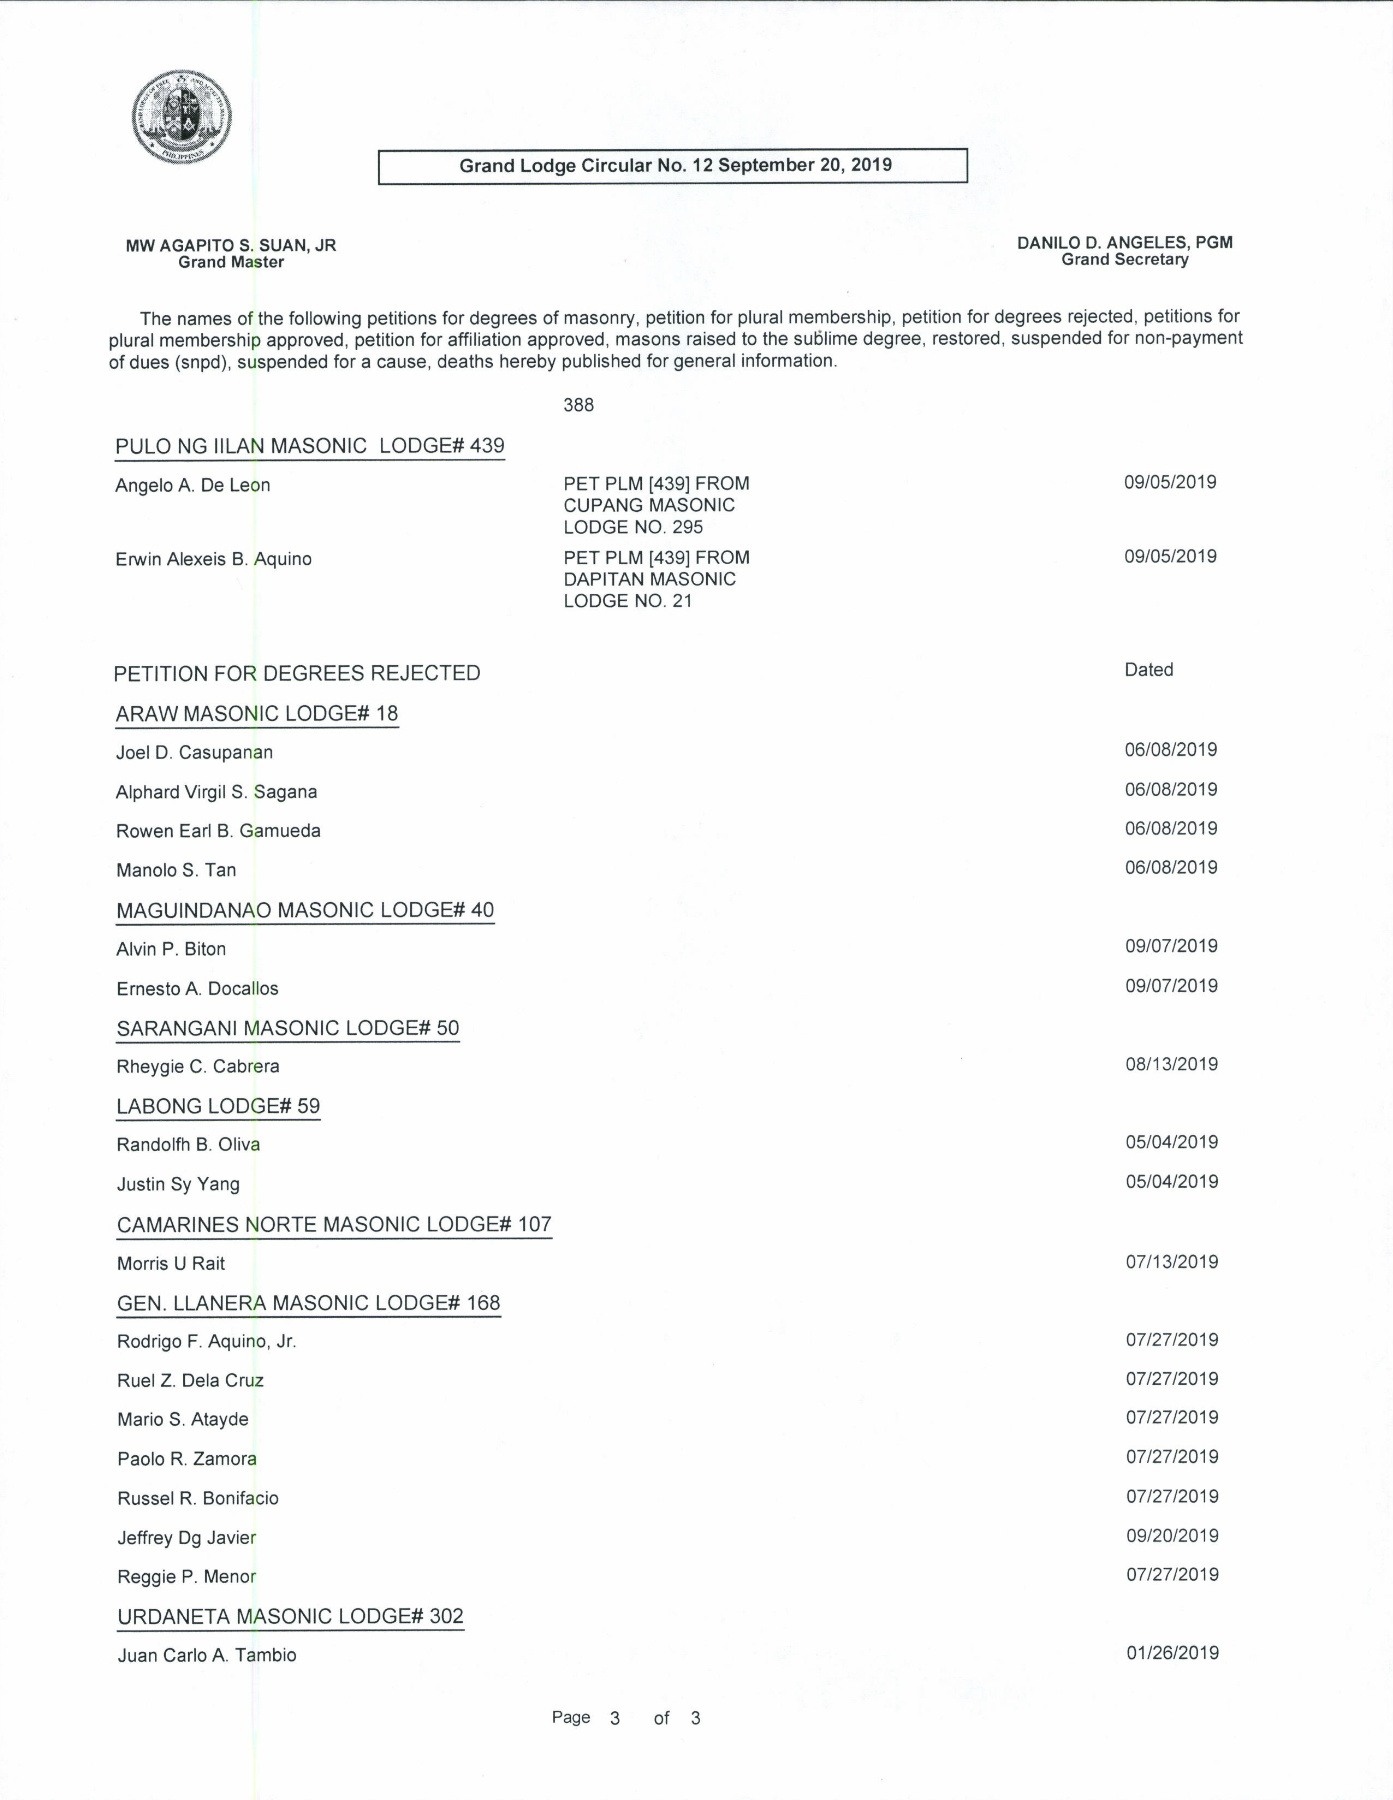 PHILIPPINES
Grand Lodge Circular No. 12 September 20, 2019
MW AGAPITO S. SUAN, JR
Grand Master
DANILO D. ANGELES, PGM
Grand Secretary
The names of the following petitions for degrees of masonry, petition for plural membership, petition for degrees rejected, petitions for
plural membership approved, petition for affiliation approved, masons raised to the sublime degree, restored, suspended for non-payment
of dues (snpd), suspended for a cause, deaths hereby published for general information.
388
PULO NG IILAN MASONIC LODGE# 439
Angelo A. De Leon PET PLM [439] FROM 09/05/2019
CUPANG MASONIC
LODGE NO. 295
Erwin Alexeis B. Aquino PET PLM [439] FROM 09/05/2019
DAPITAN MASONIC
LODGE NO. 21
PETITION FOR DEGREES REJECTED Dated
ARAW MASONIC LODGE# 18
Joel D. Casupanan 06/08/2019
Alphard Virgil S. Sagana 06/08/2019
Rowen Earl B. Gamueda 06/08/2019
Manolo S. Tan 06/08/2019
MAGUINDANAO MASONIC LODGE# 40
Alvin P. Biton 09/07/2019
Ernesto A. Docallos 09/07/2019
SARANGANI MASONIC LODGE# 50
Rheygie C. Cabrera 08/13/2019
LABONG LODGE# 59
Randolfh B. Oliva 05/04/2019
Justin Sy Yang 05/04/2019
CAMARINES NORTE MASONIC LODGE# 107
Morris U Rait 07/13/2019
GEN. LLANERA MASONIC LODGE# 168
Rodrigo F. Aquino, Jr. 07/27/2019
Ruel Z. Dela Cruz 07/27/2019
Mario S. Atayde 07/27/2019
Paolo R. Zamora 07/27/2019
Russel R. Bonifacio 07/27/2019
Jeffrey Dg Javier 09/20/2019
Reggie P. Menor 07/27/2019
URDANETA MASONIC LODGE# 302
Juan Carlo A. Tambio 01/26/2019
Page 3 of 3